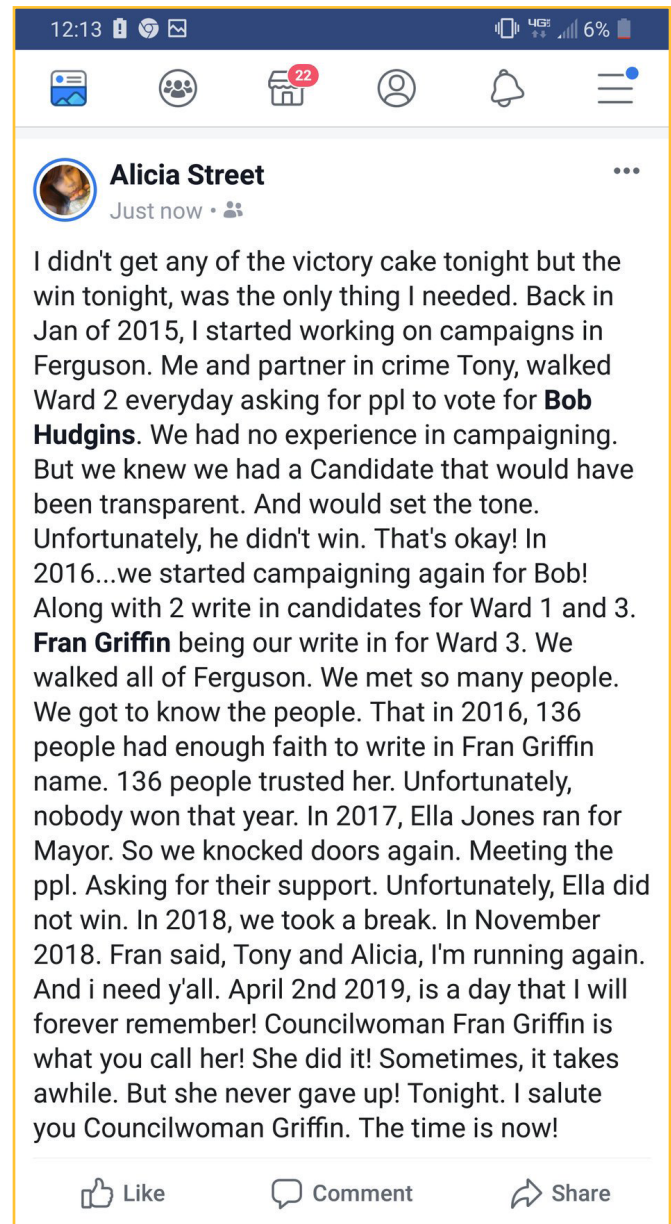 12:13
4G
6%
22
Alicia Street
Just now •
I didn't get any of the victory cake tonight but the
win tonight, was the only thing I needed. Back in
Jan of 2015, I started working on campaigns in
Ferguson. Me and partner in crime Tony, walked
Ward 2 everyday asking for ppl to vote for Bob
Hudgins. We had no experience in campaigning.
But we knew we had a Candidate that would have
been transparent. And would set the tone.
Unfortunately, he didn't win. That's okay! In
2016...we started campaigning again for Bob!
Along with 2 write in candidates for Ward 1 and 3.
Fran Griffin being our write in for Ward 3. We
walked all of Ferguson. We met so many people.
We got to know the people. That in 2016, 136
people had enough faith to write in Fran Griffin
name. 136 people trusted her. Unfortunately,
nobody won that year. In 2017, Ella Jones ran for
Mayor. So we knocked doors again. Meeting the
ppl. Asking for their support. Unfortunately, Ella did
not win. In 2018, we took a break. In November
2018. Fran said, Tony and Alicia, I'm running again.
And i need y'all. April 2nd 2019, is a day that I will
forever remember! Councilwoman Fran Griffin is
what you call her! She did it! Sometimes, it takes
awhile. But she never gave up! Tonight. I salute
you Councilwoman Griffin. The time is now!
Like
Comment
Share